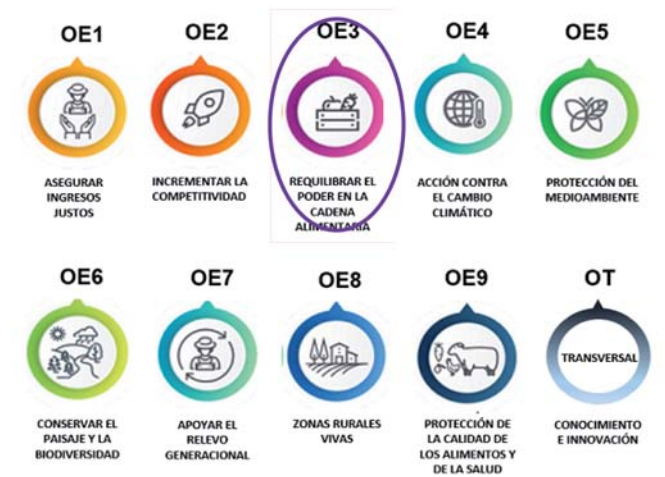 OE1
OE2
OE3
OE4
OE5
ASEGURAR
INGRESOS
JUSTOS
INCREMENTAR LA
COMPETITIVIDAD
REQUILIBRAR EL
PODER EN LA
CADENA
ALIMENTARIA
ACCIÓN CONTRA
EL CAMBIO
CLIMÁTICO
PROTECCIÓN DEL
MEDIOAMBIENTE
OE6
OE7
OE8
OE9
OT
TRANSVERSAL
CONSERVAR EL
PAISAJE Y LA
BIODIVERSIDAD
APOYAR EL
RELEVO
GENERACIONAL
ZONAS RURALES
VIVAS
PROTECCIÓN DE
LA CALIDAD DE
LOS ALIMENTOS Y
DE LA SALUD
CONOCIMIENTO
E INNOVACIÓN